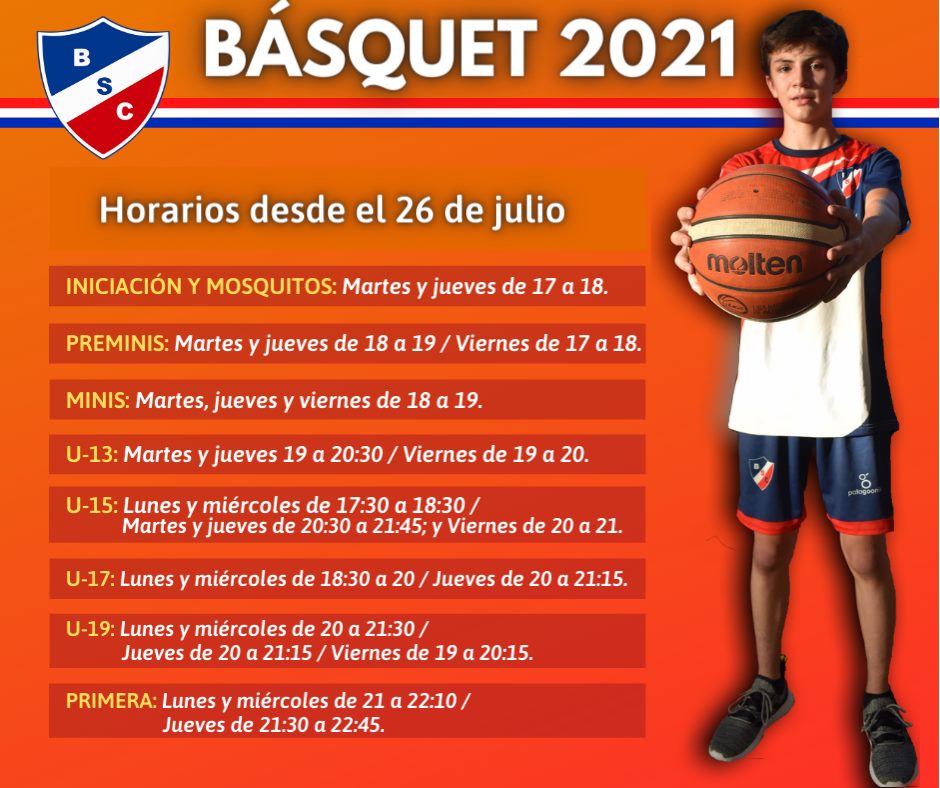 B
S
C
BÁSQUET 2021
Horarios desde el 26 de julio
INICIACIÓN Y MOSQUITOS: Martes y jueves de 17 a 18.
PREMINIS: Martes y jueves de 18 a 19 / Viernes de 17 a 18.
MINIS: Martes, jueves y viernes de 18 a 19.
U-13: Martes y jueves 19 a 20:30 / Viernes de 19 a 20.
U-15: Lunes y miércoles de 17:30 a 18:30 /
Martes y jueves de 20:30 a 21:45; y Viernes de 20 a 21.
U-17: Lunes y miércoles de 18:30 a 20 / Jueves de 20 a 21:15.
U-19: Lunes y miércoles de 20 a 21:30 /
Jueves de 20 a 21:15 / Viernes de 19 a 20:15.
PRIMERA: Lunes y miércoles de 21 a 22:10 /
Jueves de 21:30 a 22:45.
molten
B
S
C